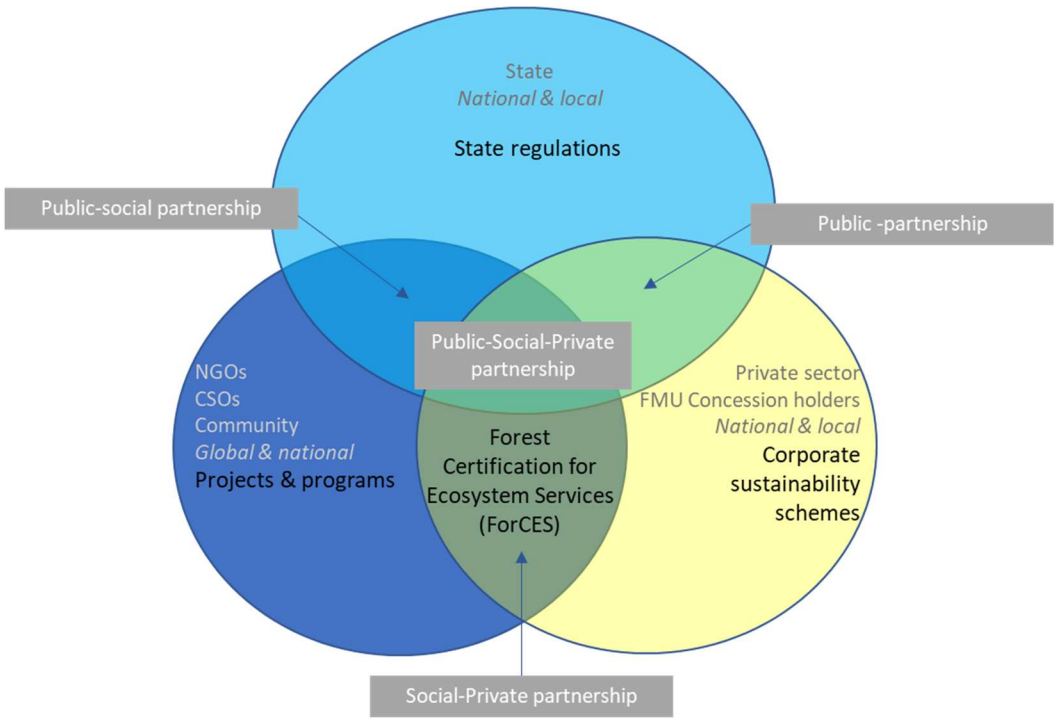 State
National & local
State regulations
Public-social partnership
Public -partnership
Public-Social-Private
partnership
NGOs
CSOs
Community
Global & national
Projects & programs
Private sector
FMU Concession holders
National & local
Corporate
sustainability
schemes
Forest
Certification for
Ecosystem Services
(ForCES)
Social-Private partnership